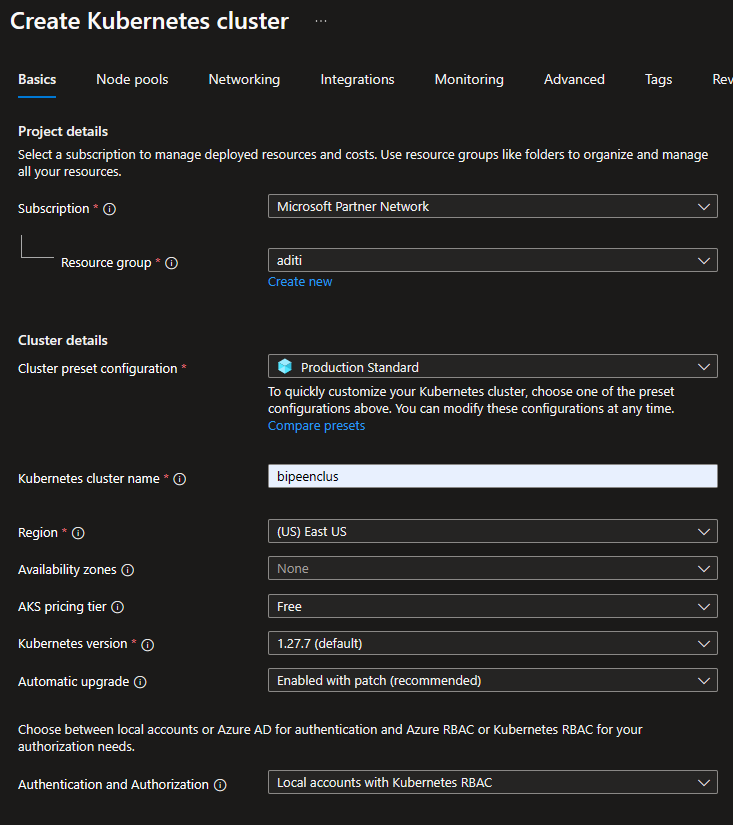 Create Kubernetes cluster ...
Basics Node pools Networking Integrations Monitoring Advanced Tags Rev
Project details
Select a subscription to manage deployed resources and costs. Use resource groups like folders to organize and manage
all your resources.
Subscription * Microsoft Partner Network
Resource group * aditi
Create new
Cluster details
Cluster preset configuration * Production Standard
To quickly customize your Kubernetes cluster, choose one of the preset
configurations above. You can modify these configurations at any time.
Compare presets
Kubernetes cluster name * bipeenclus
Region * (US) East US
Availability zones None
AKS pricing tier Free
Kubernetes version * 1.27.7 (default)
Automatic upgrade Enabled with patch (recommended)
Choose between local accounts or Azure AD for authentication and Azure RBAC or Kubernetes RBAC for your
authorization needs.
Authentication and Authorization Local accounts with Kubernetes RBAC